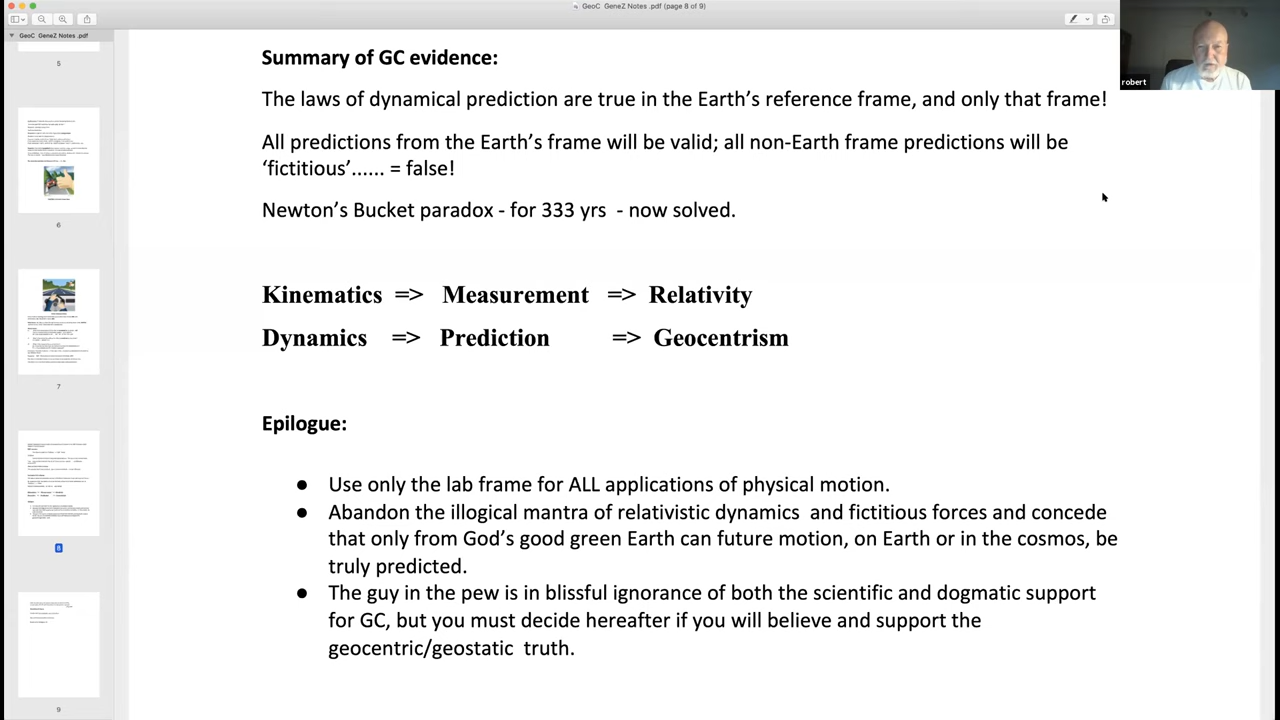 GeoC GeneZ Notes .pdf (page 8 of 9)
GeoC GeneZ Notes .pdf
5
6
7
8
9
robert
Summary of GC evidence:
The laws of dynamical prediction are true in the Earth's reference frame, and only that frame!
All predictions from the Earth's frame will be valid; all non-Earth frame predictions will be
'fictitious'...... = false!
Newton's Bucket paradox - for 333 yrs - now solved.
Kinematics => Measurement => Relativity
Dynamics => Prediction => Geocentrism
Epilogue:
● Use only the lab frame for ALL applications of physical motion.
● Abandon the illogical mantra of relativistic dynamics and fictitious forces and concede
that only from God's good green Earth can future motion, on Earth or in the cosmos, be
truly predicted.
● The guy in the pew is in blissful ignorance of both the scientific and dogmatic support
for GC, but you must decide hereafter if you will believe and support the
geocentric/geostatic truth.